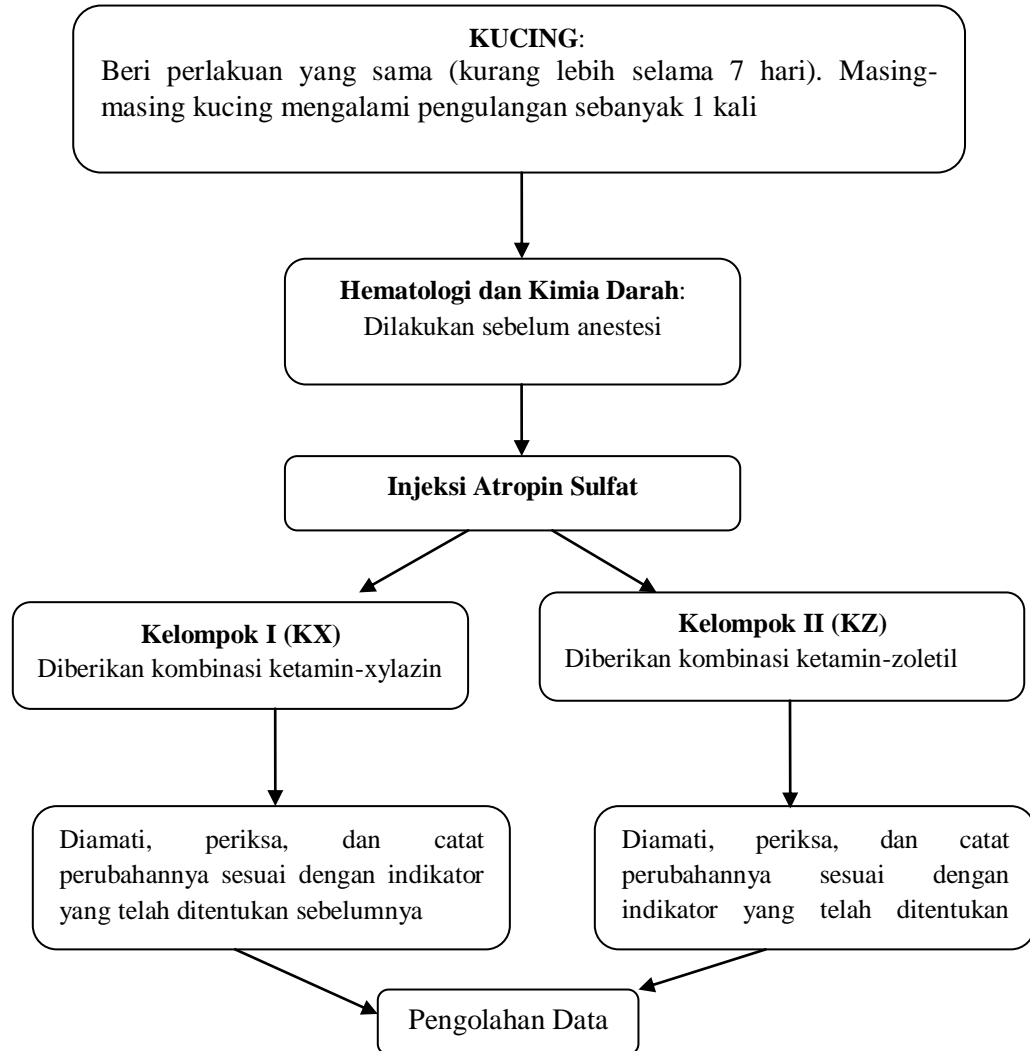 KUCING:
Beri perlakuan yang sama (kurang lebih selama 7 hari). Masing-
masing kucing mengalami pengulangan sebanyak 1 kali
Hematologi dan Kimia Darah:
Dilakukan sebelum anestesi
Injeksi Atropin Sulfat
Kelompok I (KX)
Diberikan kombinasi ketamin-xylazin
Kelompok II (KZ)
Diberikan kombinasi ketamin-zoletil
Diamati, periksa, dan catat
perubahannya sesuai dengan indikator
yang telah ditentukan sebelumnya
Diamati, periksa, dan catat
perubahannya sesuai dengan
indikator yang telah ditentukan
Pengolahan Data